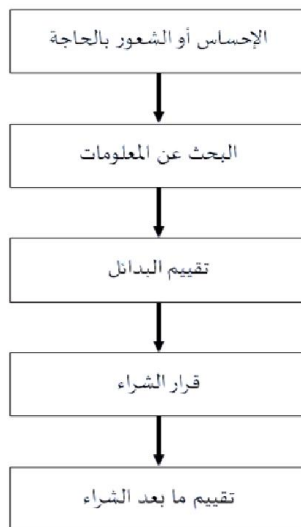 الإحساس أو الشعور بالحاجة
البحث عن المعلومات
تقييم البدائل
قرار الشراء
تقييم ما بعد الشراء